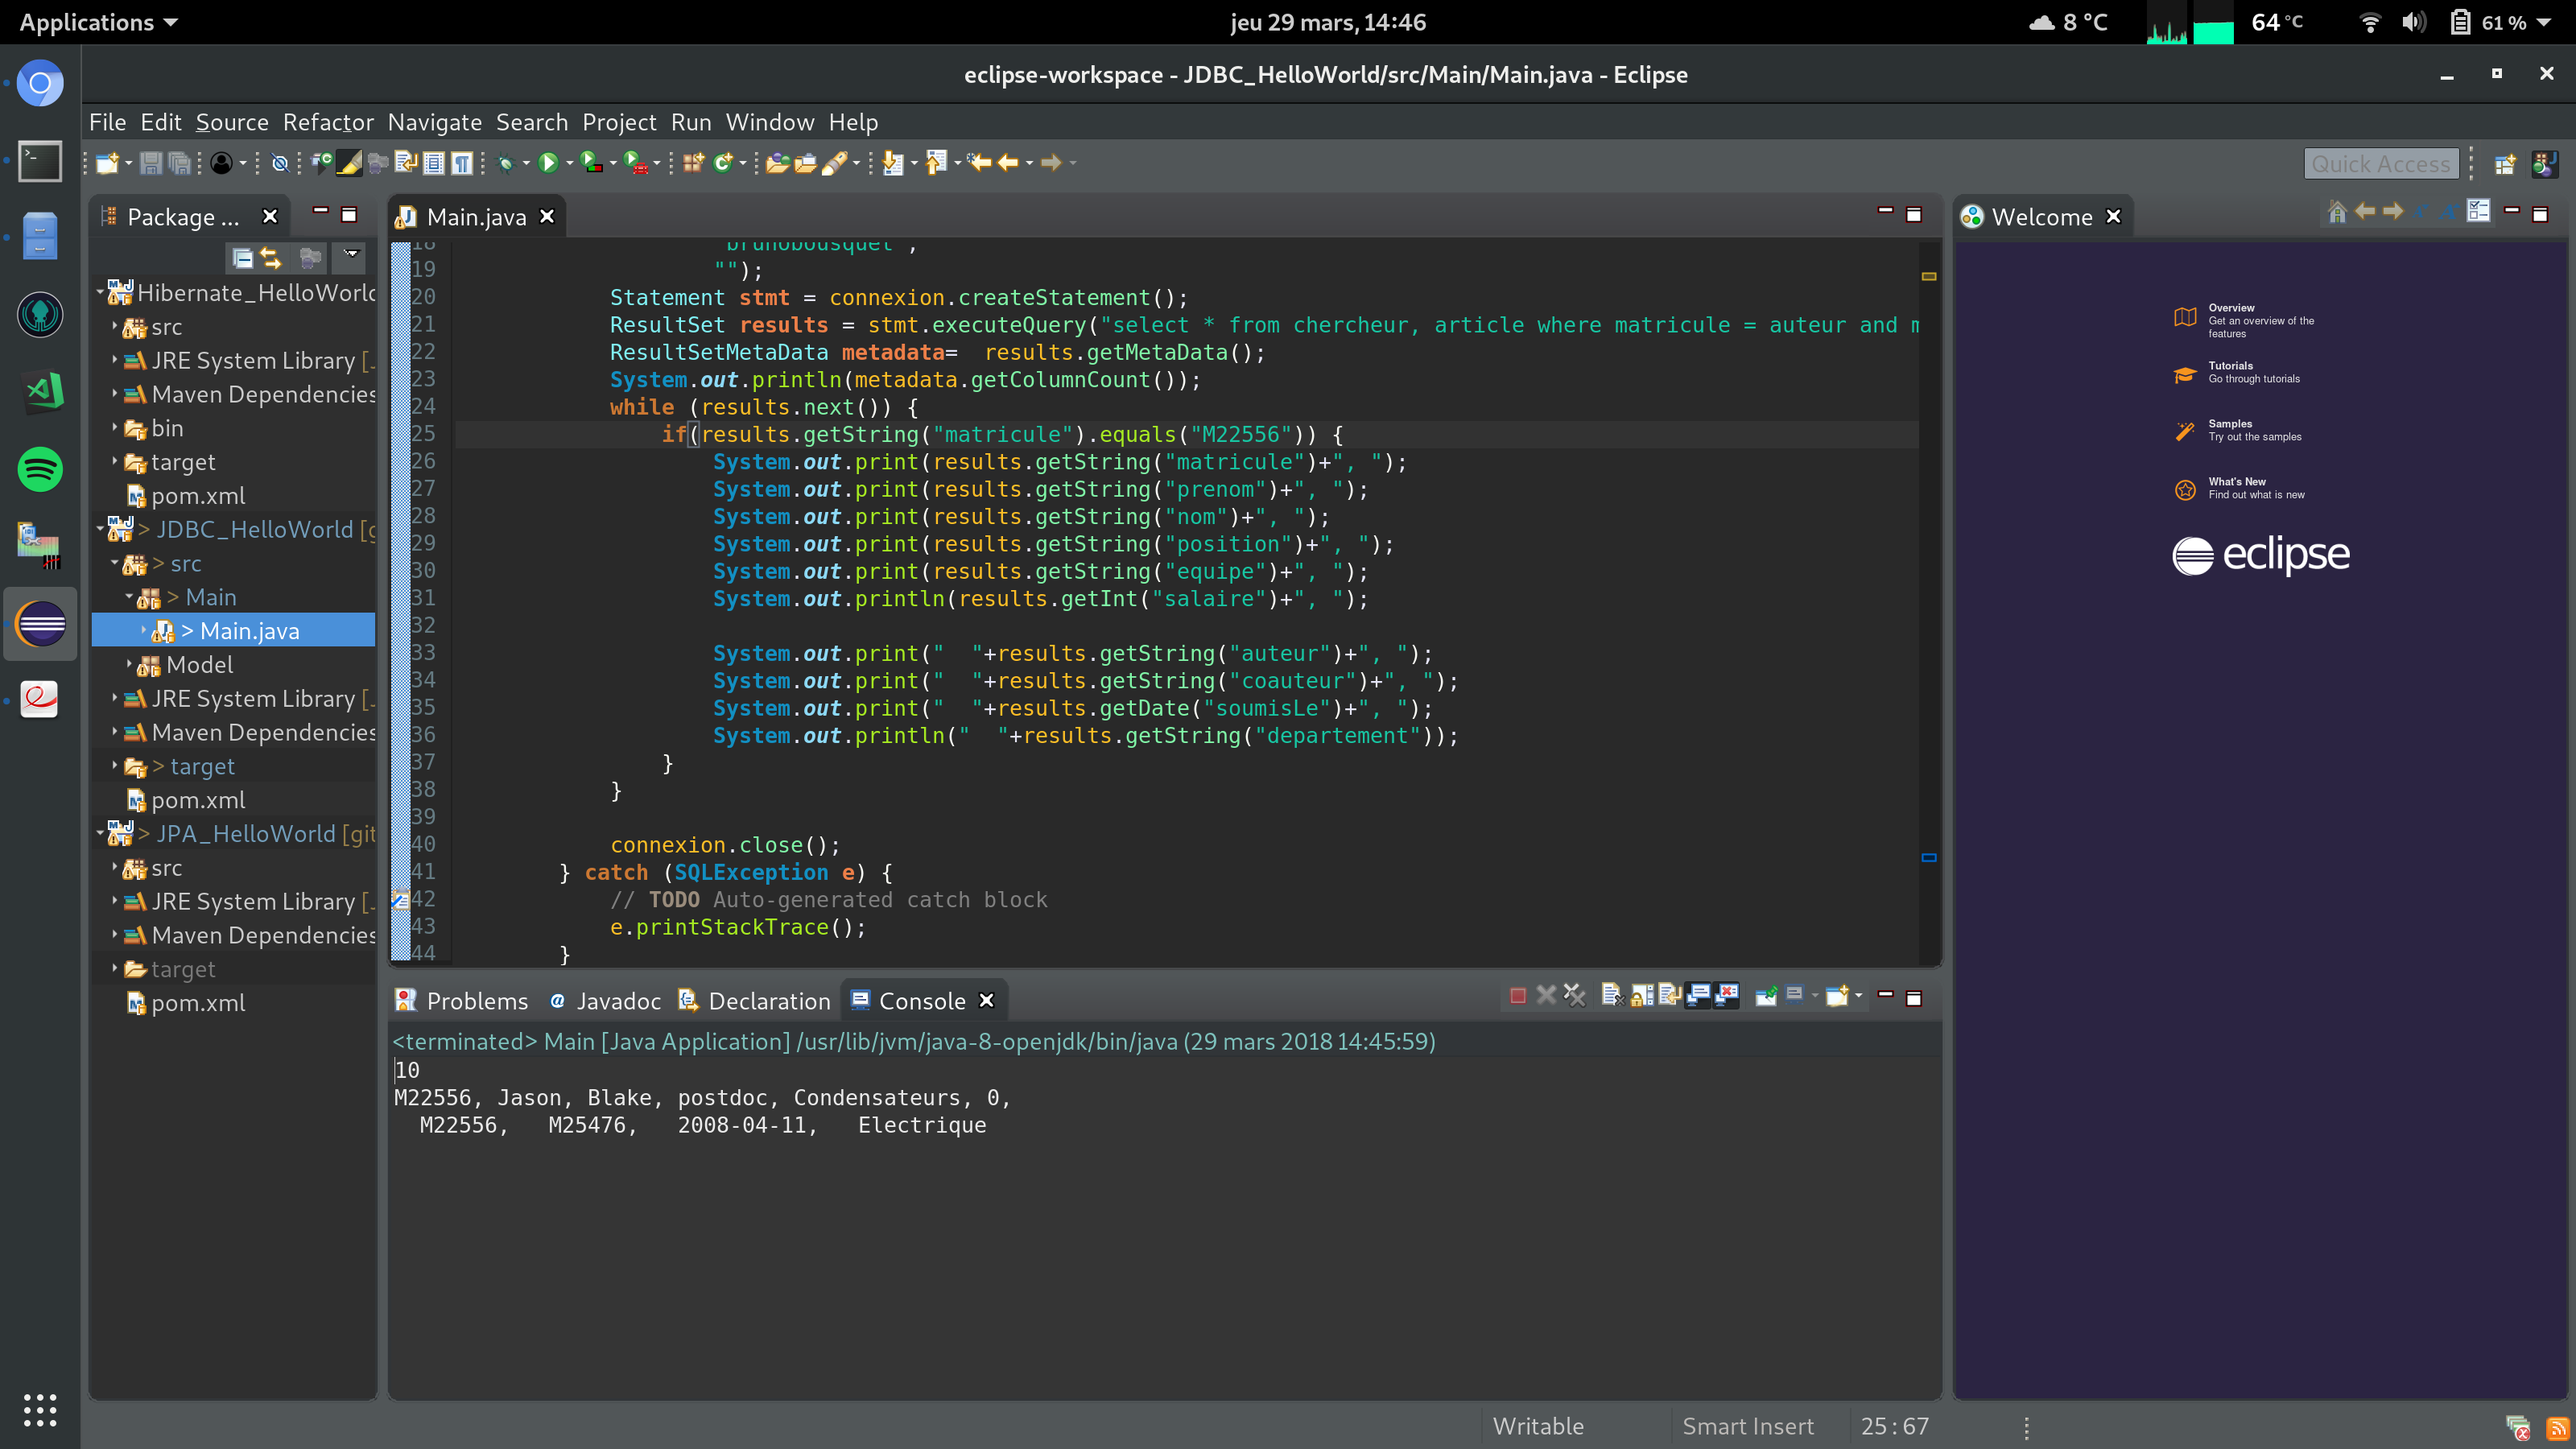 Applications
jeu 29 mars, 14:46
8 °C
64 °C
61 %
eclipse-workspace - JDBC_HelloWorld/src/Main/Main.java - Eclipse
File Edit Source Refactor Navigate Search Project Run Window Help
Quick Access
Package ...
Hibernate_HelloWorld
src
JRE System Library [
Maven Dependencies
bin
target
pom.xml
> JDBC_HelloWorld [g
> src
> Main
> Main.java
Model
JRE System Library [
Maven Dependencies
> target
pom.xml
> JPA_HelloWorld [git
src
JRE System Library [
Maven Dependencies
target
pom.xml
Main.java
18 "brunobousquet",
19 "");
20 Statement stmt = connexion.createStatement();
21 ResultSet results = stmt.executeQuery("select * from chercheur, article where matricule = auteur and m
22 ResultSetMetaData metadata=  results.getMetaData();
23 System.out.println(metadata.getColumnCount());
24 while (results.next()) {
25 if(results.getString("matricule").equals("M22556")) {
26 System.out.print(results.getString("matricule")+", ");
27 System.out.print(results.getString("prenom")+", ");
28 System.out.print(results.getString("nom")+", ");
29 System.out.print(results.getString("position")+", ");
30 System.out.print(results.getString("equipe")+", ");
31 System.out.println(results.getInt("salaire")+", ");
32
33 System.out.print("  "+results.getString("auteur")+", ");
34 System.out.print("  "+results.getString("coauteur")+", ");
35 System.out.print("  "+results.getDate("soumisLe")+", ");
36 System.out.println("  "+results.getString("departement"));
37 }
38 }
39
40 connexion.close();
41 } catch (SQLException e) {
42 // TODO Auto-generated catch block
43 e.printStackTrace();
44 }
Problems Javadoc Declaration Console
<terminated> Main [Java Application] /usr/lib/jvm/java-8-openjdk/bin/java (29 mars 2018 14:45:59)
10
M22556, Jason, Blake, postdoc, Condensateurs, 0,
M22556,   M25476,   2008-04-11,   Electrique
Welcome
Overview
Get an overview of the
features
Tutorials
Go through tutorials
Samples
Try out the samples
What's New
Find out what is new
eclipse
Writable
Smart Insert
25 : 67